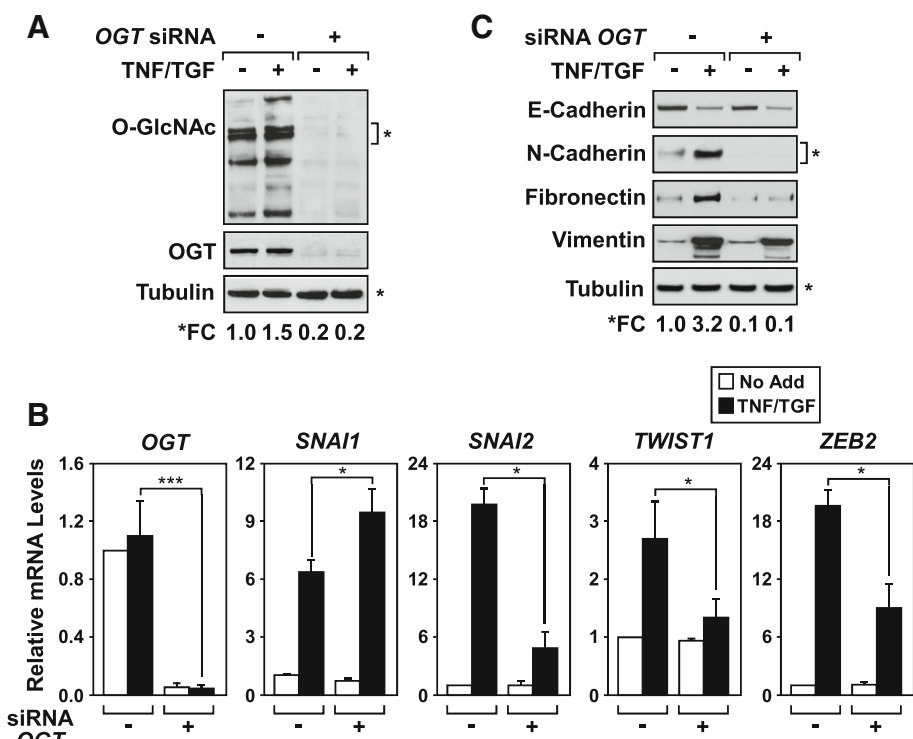 A
OGT siRNA - +
TNF/TGF - + - +
O-GlcNAc *
OGT
Tubulin *
*FC 1.0 1.5 0.2 0.2
C
siRNA OGT - +
TNF/TGF - + - +
E-Cadherin
N-Cadherin *
Fibronectin
Vimentin
Tubulin *
*FC 1.0 3.2 0.1 0.1
No Add
TNF/TGF
B
OGT SNAI1 SNAI2 TWIST1 ZEB2
Relative mRNA Levels
1.6
1.2
0.8
0.4
0.0
***
12
9
6
3
0
*
24
18
12
6
0
*
4
3
2
1
0
*
24
18
12
6
0
*
siRNA
OGT
- + - + - + - + - +